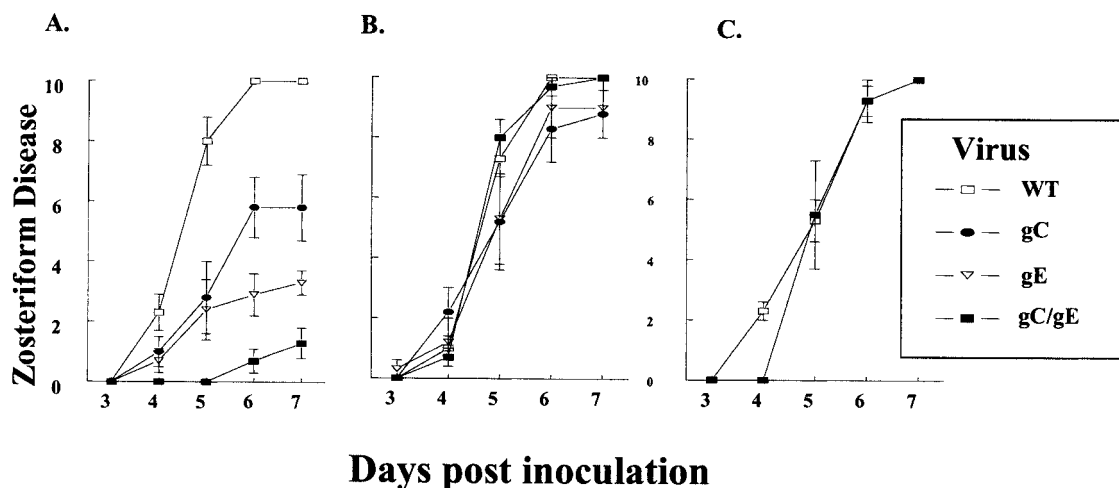 A.
B.
C.
Zosteriform Disease
10
8
6
4
2
0
3 4 5 6 7
3 4 5 6 7
10
8
6
4
2
0
3 4 5 6 7
Virus
WT
gC
gE
gC/gE
Days post inoculation